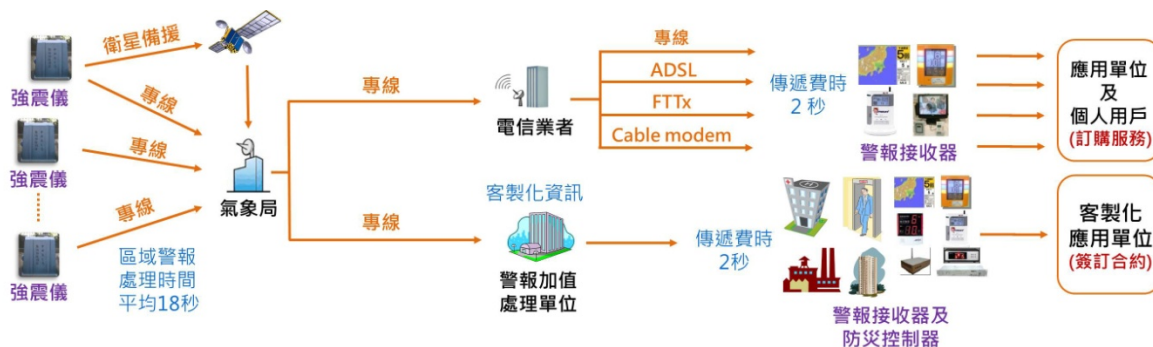 衛星備援
強震儀
專線
強震儀
專線
專線
強震儀
區域警報
處理時間
平均18秒
氣象局
專線
專線
電信業者
專線
ADSL
FTTx
Cable modem
傳遞費時
2 秒
警報接收器
應用單位
及
個人用戶
(訂購服務)
客製化資訊
警報加值
處理單位
傳遞費時
2秒
警報接收器及
防災控制器
客製化
應用單位
(簽訂合約)